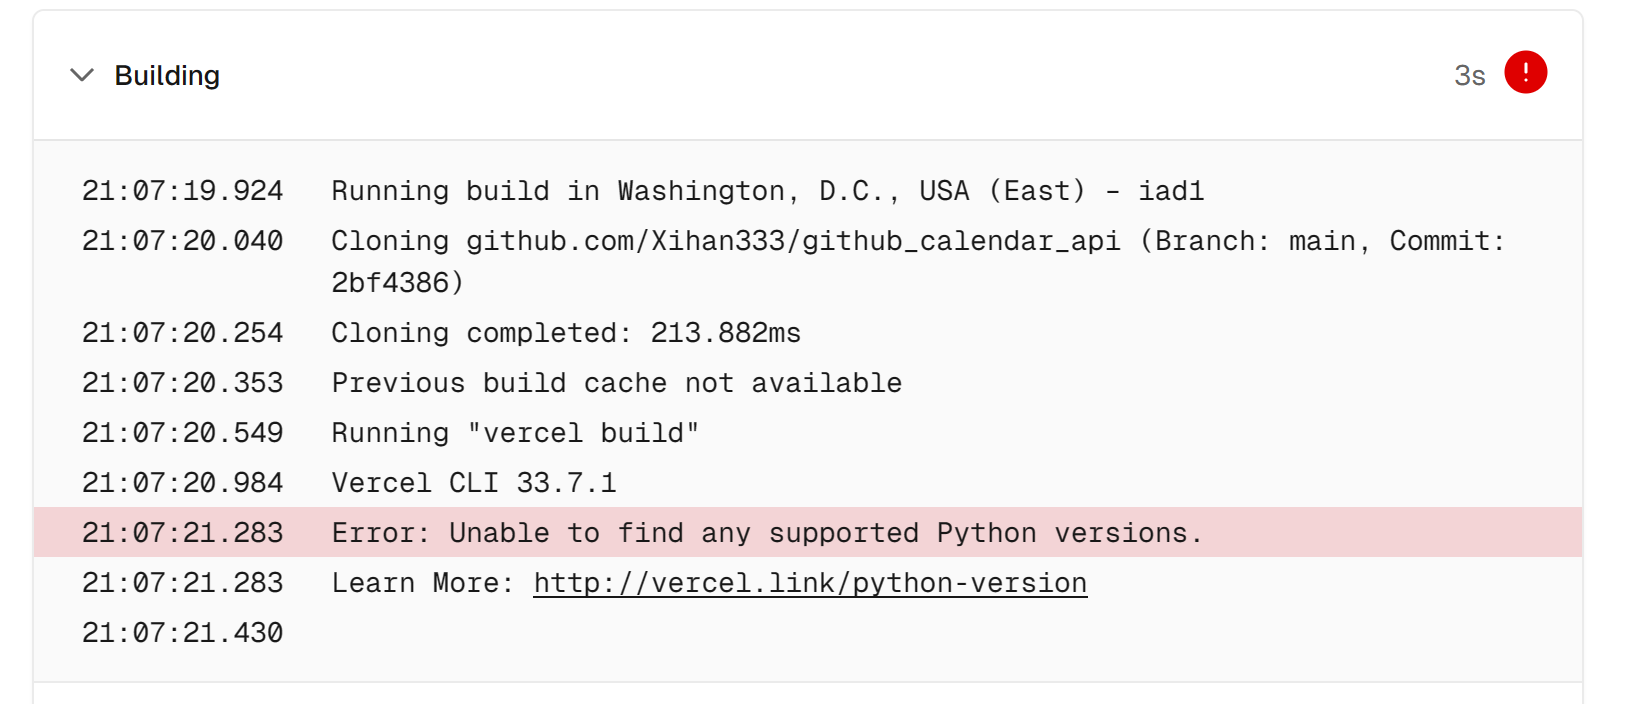 Building
3s
21:07:19.924 Running build in Washington, D.C., USA (East) – iad1
21:07:20.040 Cloning github.com/Xihan333/github_calendar_api (Branch: main, Commit:
2bf4386)
21:07:20.254 Cloning completed: 213.882ms
21:07:20.353 Previous build cache not available
21:07:20.549 Running "vercel build"
21:07:20.984 Vercel CLI 33.7.1
21:07:21.283 Error: Unable to find any supported Python versions.
21:07:21.283 Learn More: http://vercel.link/python-version
21:07:21.430